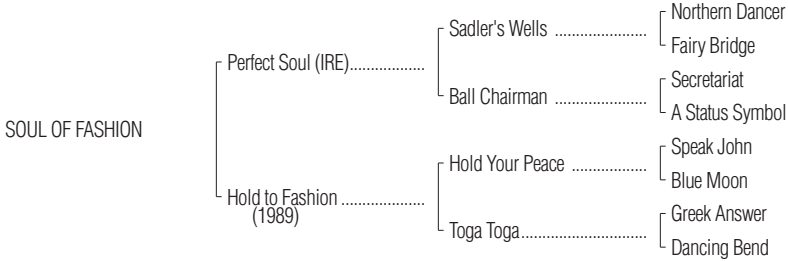 Northern Dancer
Sadler's Wells ......................
Fairy Bridge
Perfect Soul (IRE)..................
Secretariat
Ball Chairman ......................
A Status Symbol
SOUL OF FASHION
Speak John
Hold Your Peace ..................
Blue Moon
Hold to Fashion ....................
(1989)
Greek Answer
Toga Toga..............................
Dancing Bend